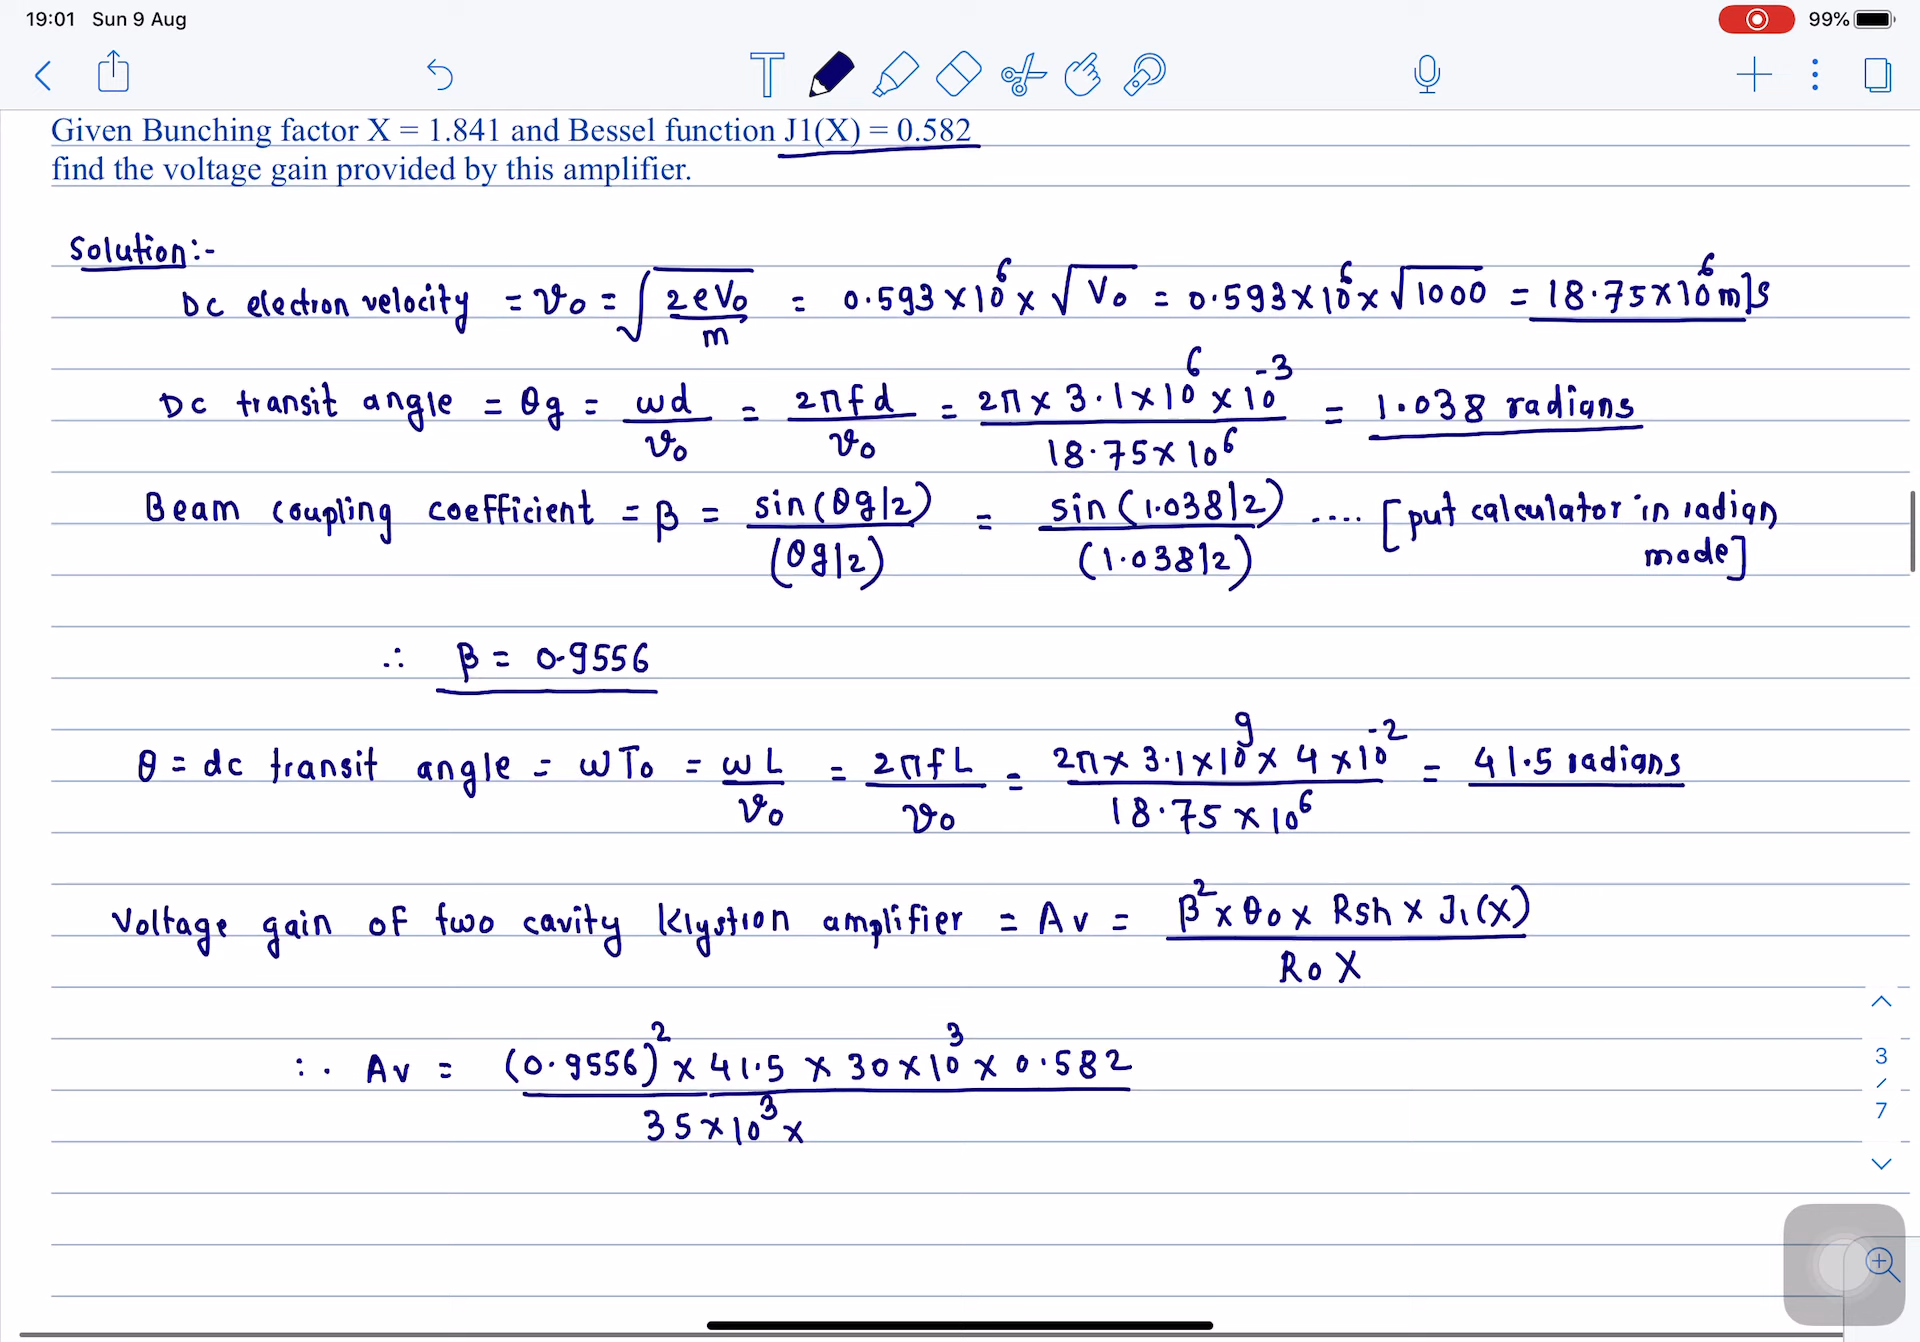 19:01 Sun 9 Aug 99%
Given Bunching factor X = 1.841 and Bessel function J1(X) = 0.582
find the voltage gain provided by this amplifier.
Solution:-
DC electron velocity = v₀ = √(2eV₀/m) = 0.593×10⁶ × √V₀ = 0.593×10⁶× √1000 = 18.75×10⁶ m/s
DC transit angle = θg = ωd/v₀ = 2πfd/v₀ = 2π× 3.1×10⁶ × 10⁻³ / 18.75×10⁶ = 1.038 radians
Beam coupling coefficient = β = sin(θg/2)/(θg/2) = sin(1.038/2)/(1.038/2) .... [put calculator in radian
mode]
∴ β = 0.9556
θ = dc transit angle = ωT₀ = ωL/v₀ = 2πfL/v₀ = 2π× 3.1×10⁹× 4×10⁻² / 18.75×10⁶ = 41.5 radians
Voltage gain of two cavity Klystron amplifier = Av = β²× θ₀× Rsh× J₁(X) / R₀ X
∴ Av = (0.9556)²× 41.5 × 30×10³ × 0.582 / 35×10³ ×
3
/
7